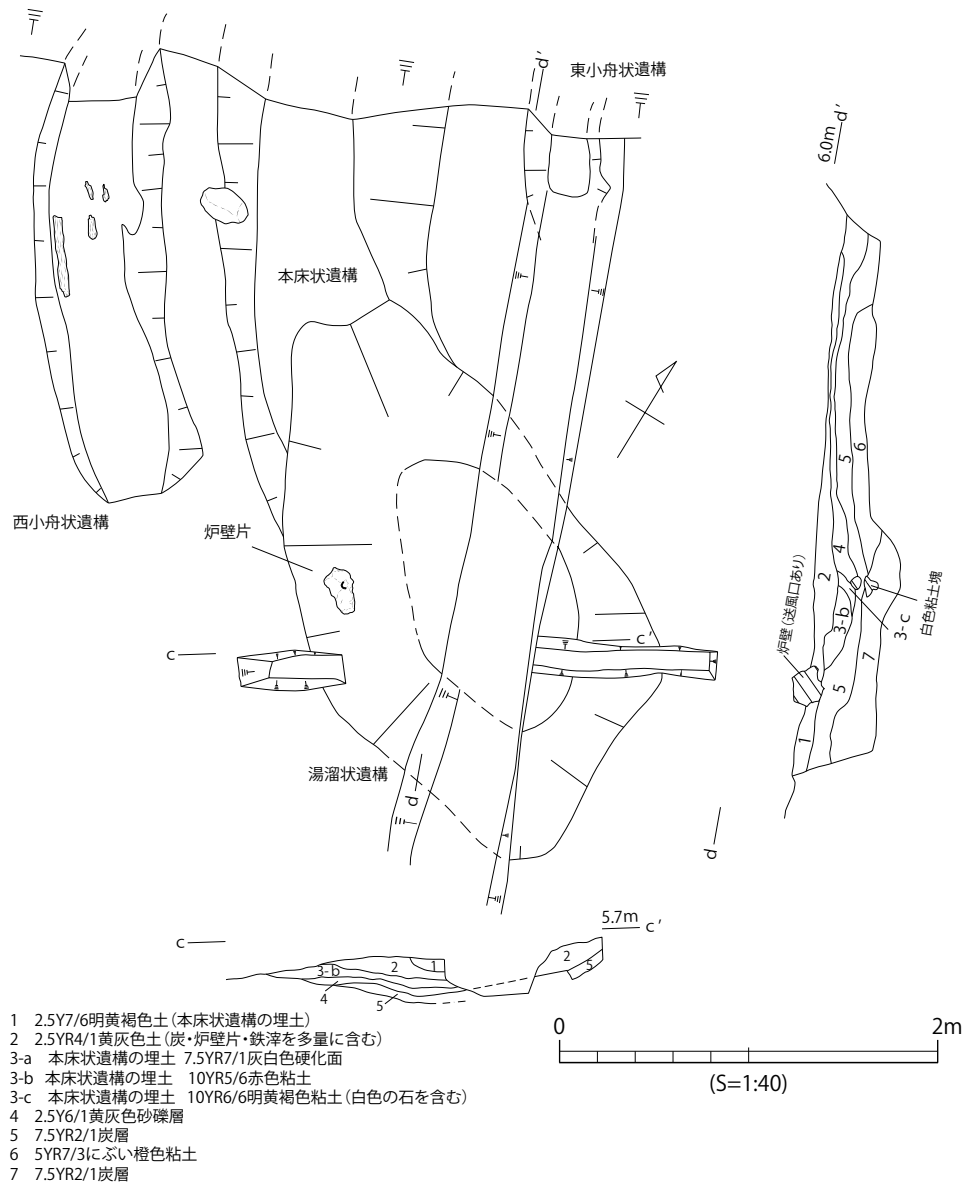 d'
東小舟状遺構
6.0m
d'
本床状遺構
西小舟状遺構
炉壁片
5
6
4
2
3-b
炉壁(送風口あり)
3-c
白色粘土塊
7
5
1
c
c'
湯溜状遺構
d
d
c
5.7m
c'
3-b
2
1
2
5
4
5
1 2.5Y7/6明黄褐色土(本床状遺構の埋土)
2 2.5YR4/1黄灰色土(炭・炉壁片・鉄滓を多量に含む)
3-a 本床状遺構の埋土 7.5YR7/1灰白色硬化面
3-b 本床状遺構の埋土 10YR5/6赤色粘土
3-c 本床状遺構の埋土 10YR6/6明黄褐色粘土(白色の石を含む)
4 2.5Y6/1黄灰色砂礫層
5 7.5YR2/1炭層
6 5YR7/3にぶい橙色粘土
7 7.5YR2/1炭層
0
2m
(S=1:40)